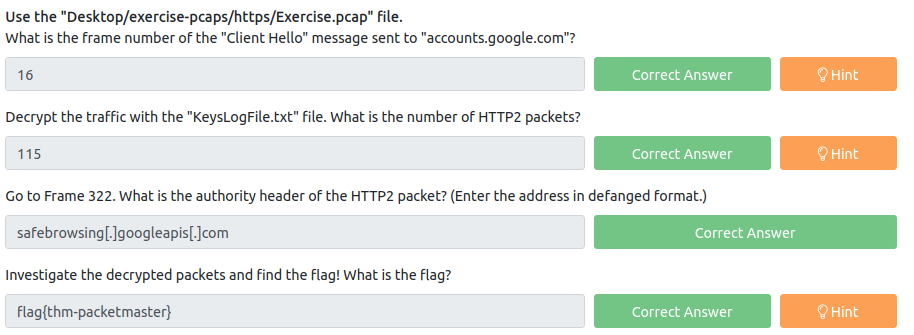 Use the "Desktop/exercise-pcaps/https/Exercise.pcap" file.
What is the frame number of the "Client Hello" message sent to "accounts.google.com"?
16 Correct Answer Hint
Decrypt the traffic with the "KeysLogFile.txt" file. What is the number of HTTP2 packets?
115 Correct Answer Hint
Go to Frame 322. What is the authority header of the HTTP2 packet? (Enter the address in defanged format.)
safebrowsing[.]googleapis[.]com Correct Answer
Investigate the decrypted packets and find the flag! What is the flag?
flag{thm-packetmaster} Correct Answer Hint